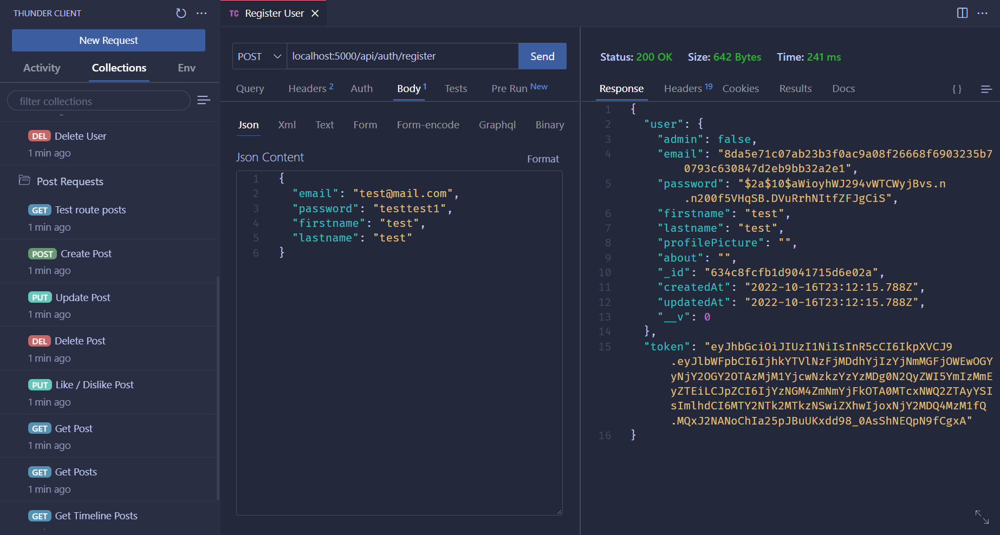 THUNDER CLIENT
New Request
Activity Collections Env
filter collections
DEL Delete User
1 min ago
Post Requests
GET Test route posts
1 min ago
POST Create Post
1 min ago
PUT Update Post
1 min ago
DEL Delete Post
1 min ago
PUT Like / Dislike Post
1 min ago
GET Get Post
1 min ago
GET Get Posts
1 min ago
GET Get Timeline Posts
TC Register User
POST localhost:5000/api/auth/register Send
Query Headers 2 Auth Body 1 Tests Pre Run New
Json Xml Text Form Form-encode Graphql Binary
Json Content Format
1 {
2 "email": "test@mail.com",
3 "password": "testtest1",
4 "firstname": "test",
5 "lastname": "test"
6 }
Status: 200 OK Size: 642 Bytes Time: 241 ms
Response Headers 19 Cookies Results Docs { }
1 {
2 "user": {
3 "admin": false,
4 "email": "8da5e71c07ab23b3f0ac9a08f26668f6903235b7
0793c630847d2eb9bb32a2e1",
5 "password": "$2a$10$aWioyhWJ294vWTCWyjBvs.n
.n200f5VHqSB.DVuRrhNItfZFJgCiS",
6 "firstname": "test",
7 "lastname": "test",
8 "profilePicture": "",
9 "about": "",
10 "_id": "634c8fcfb1d9041715d6e02a",
11 "createdAt": "2022-10-16T23:12:15.788Z",
12 "updatedAt": "2022-10-16T23:12:15.788Z",
13 "__v": 0
14 },
15 "token": "eyJhbGciOiJIUzI1NiIsInR5cCI6IkpXVCJ9
.eyJlbWFpbCI6IjhkYTVlNzFjMDdhYjIzYjNmMGFjOWEwOGY
yNjY2OGY2OTAzMjM1YjcwNzkzYzYzMDg0N2QyZWI5YmIzMmE
yZTEiLCJpZCI6IjYzNGM4ZmNmYjFkOTA0MTcxNWQ2ZTAyYSI
sImlhdCI6MTY2NTk2MTkzNSwiZXhwIjoxNjY2MDQ4MzM1fQ
.MQxJ2NANoChIa25pJBuUKxdd98_0AsShNEQpN9fCgxA"
16 }